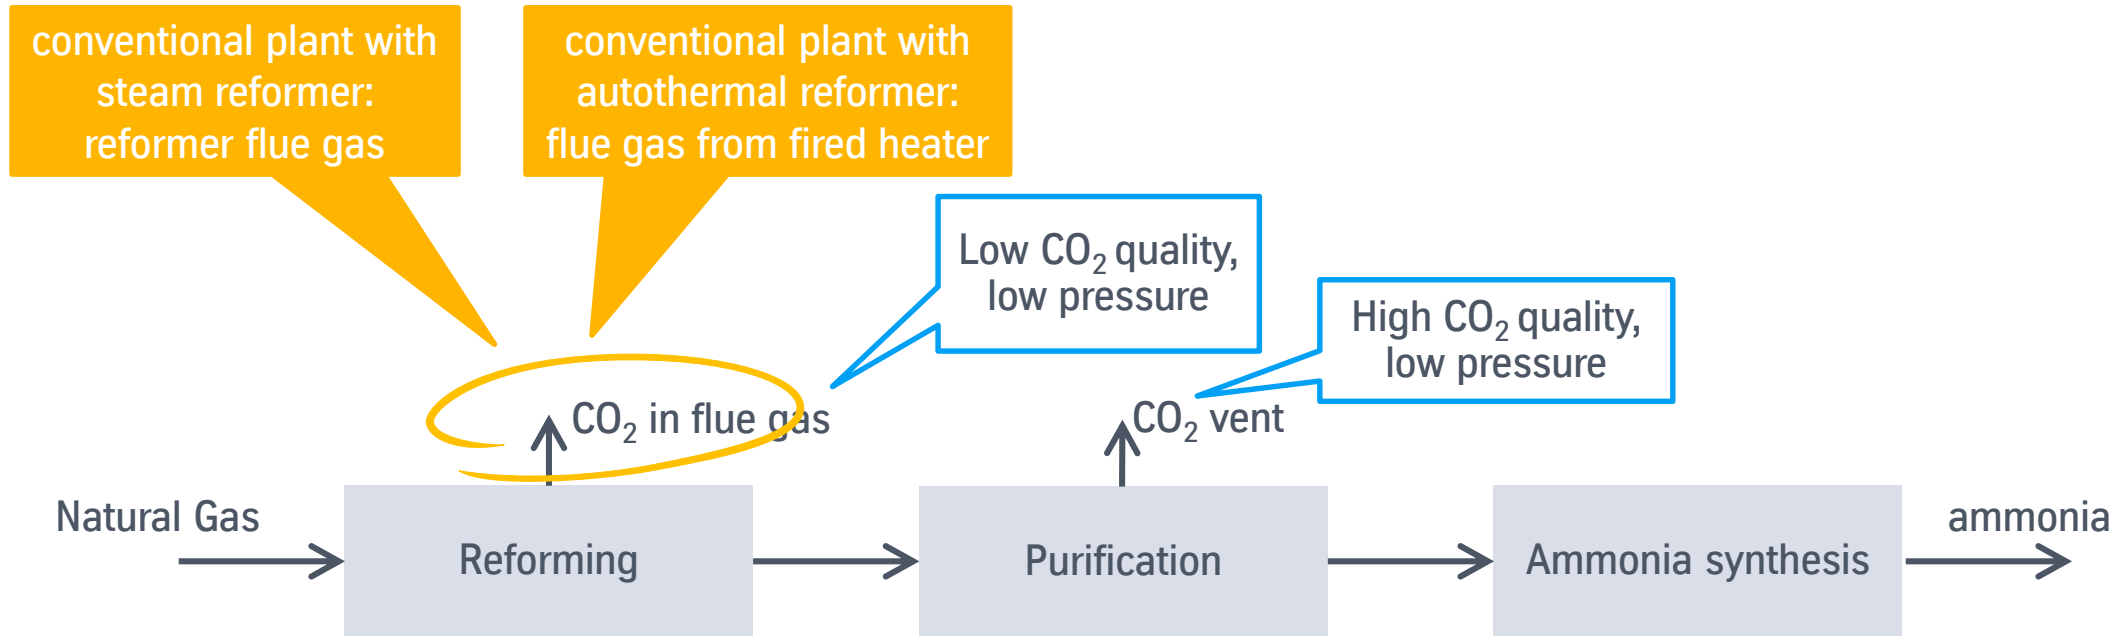 conventional plant with
steam reformer:
reformer flue gas
conventional plant with
autothermal reformer:
flue gas from fired heater
Low CO₂ quality,
low pressure
High CO₂ quality,
low pressure
CO₂ in flue gas
CO₂ vent
Natural Gas
Reforming
Purification
Ammonia synthesis
ammonia